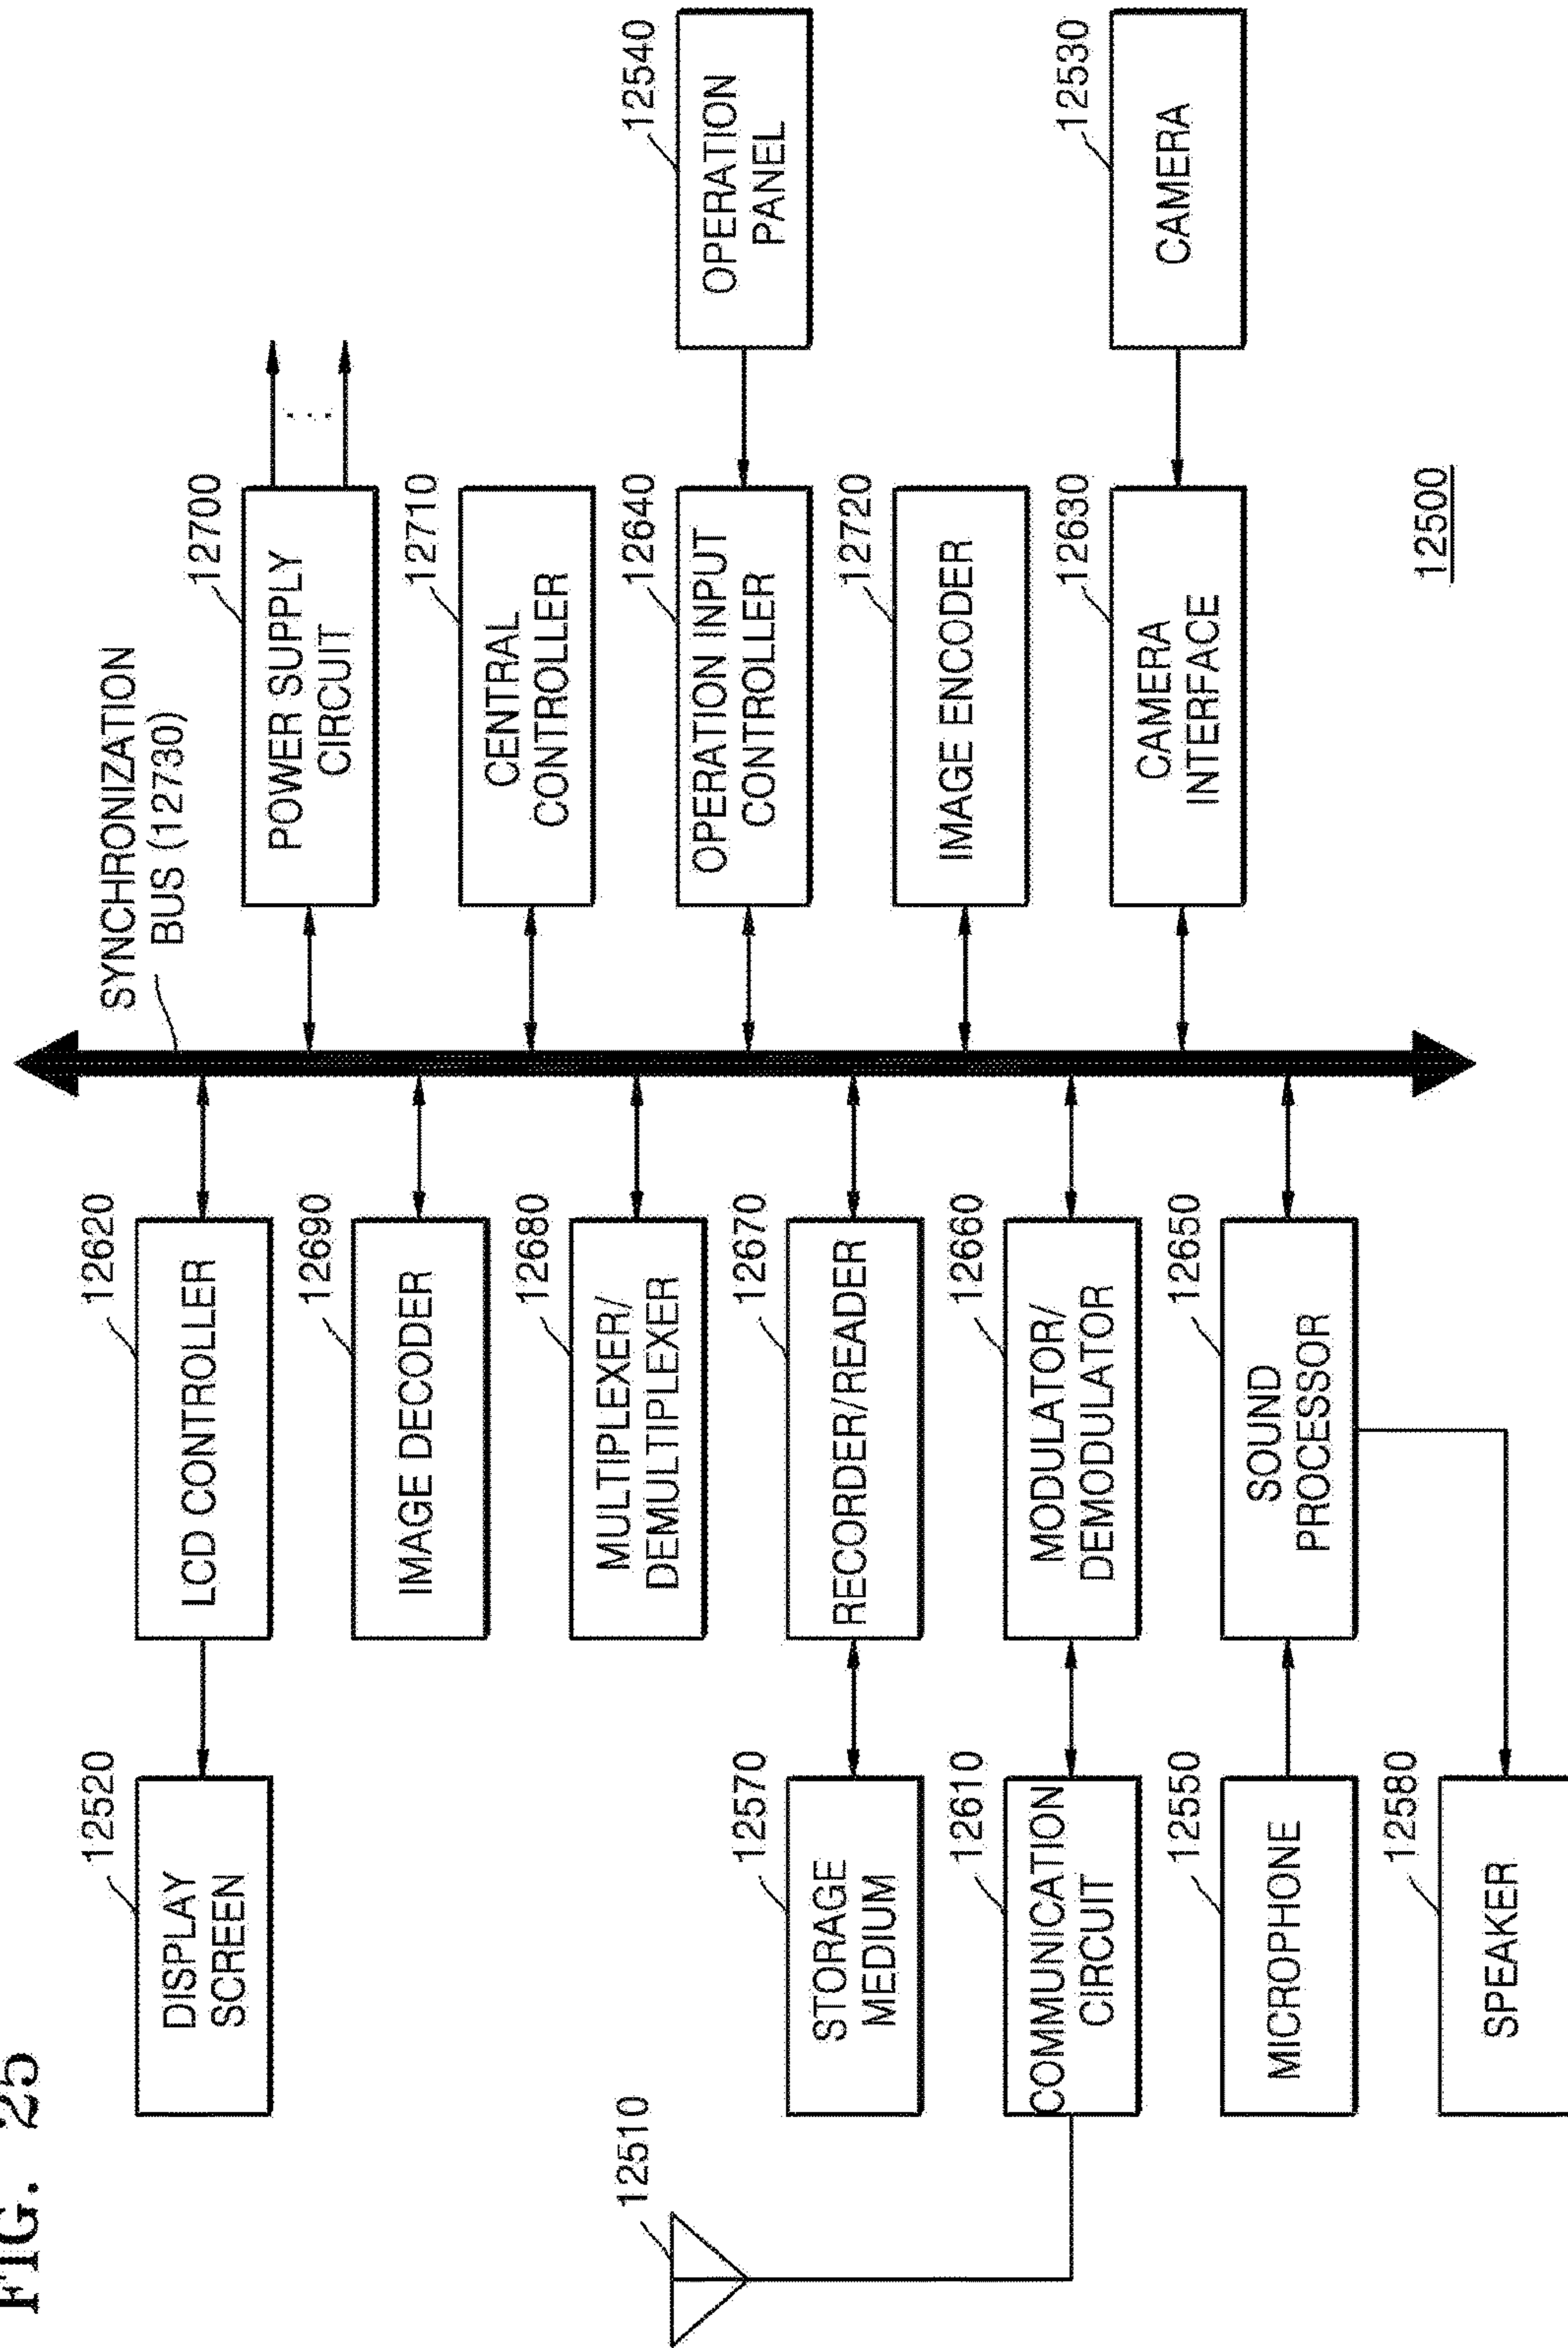 FIG. 25
12510
12520
DISPLAY
SCREEN
12570
STORAGE
MEDIUM
12610
COMMUNICATION
CIRCUIT
12550
MICROPHONE
12580
SPEAKER
12620
LCD CONTROLLER
12690
IMAGE DECODER
12680
MULTIPLEXER/
DEMULTIPLEXER
12670
RECORDER/READER
12660
MODULATOR/
DEMODULATOR
12650
SOUND
PROCESSOR
SYNCHRONIZATION
BUS (12730)
12700
POWER SUPPLY
CIRCUIT
12710
CENTRAL
CONTROLLER
12640
OPERATION INPUT
CONTROLLER
12720
IMAGE ENCODER
12630
CAMERA
INTERFACE
12540
OPERATION
PANEL
12530
CAMERA
12500